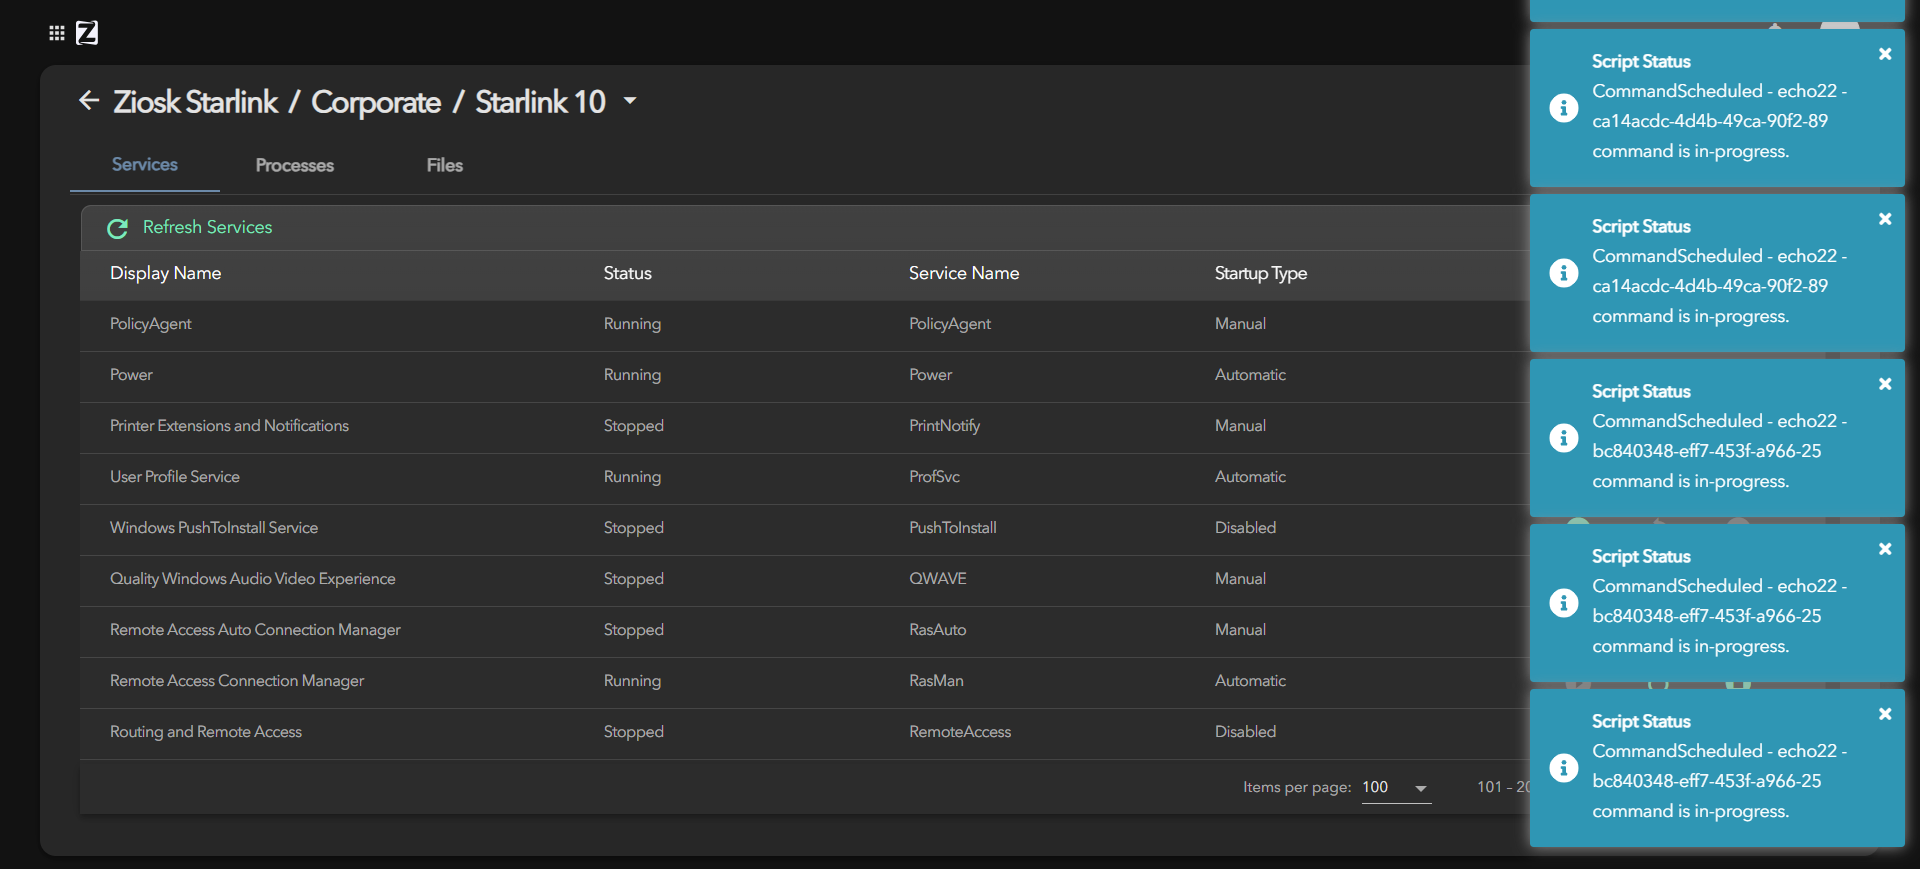 Z
Ziosk Starlink / Corporate / Starlink 10
Services Processes Files
Refresh Services
Display Name Status Service Name Startup Type
PolicyAgent Running PolicyAgent Manual
Power Running Power Automatic
Printer Extensions and Notifications Stopped PrintNotify Manual
User Profile Service Running ProfSvc Automatic
Windows PushToInstall Service Stopped PushToInstall Disabled
Quality Windows Audio Video Experience Stopped QWAVE Manual
Remote Access Auto Connection Manager Stopped RasAuto Manual
Remote Access Connection Manager Running RasMan Automatic
Routing and Remote Access Stopped RemoteAccess Disabled
Items per page: 100 101 – 20
Script Status
CommandScheduled - echo22 -
ca14acdc-4d4b-49ca-90f2-89
command is in-progress.
Script Status
CommandScheduled - echo22 -
ca14acdc-4d4b-49ca-90f2-89
command is in-progress.
Script Status
CommandScheduled - echo22 -
bc840348-eff7-453f-a966-25
command is in-progress.
Script Status
CommandScheduled - echo22 -
bc840348-eff7-453f-a966-25
command is in-progress.
Script Status
CommandScheduled - echo22 -
bc840348-eff7-453f-a966-25
command is in-progress.